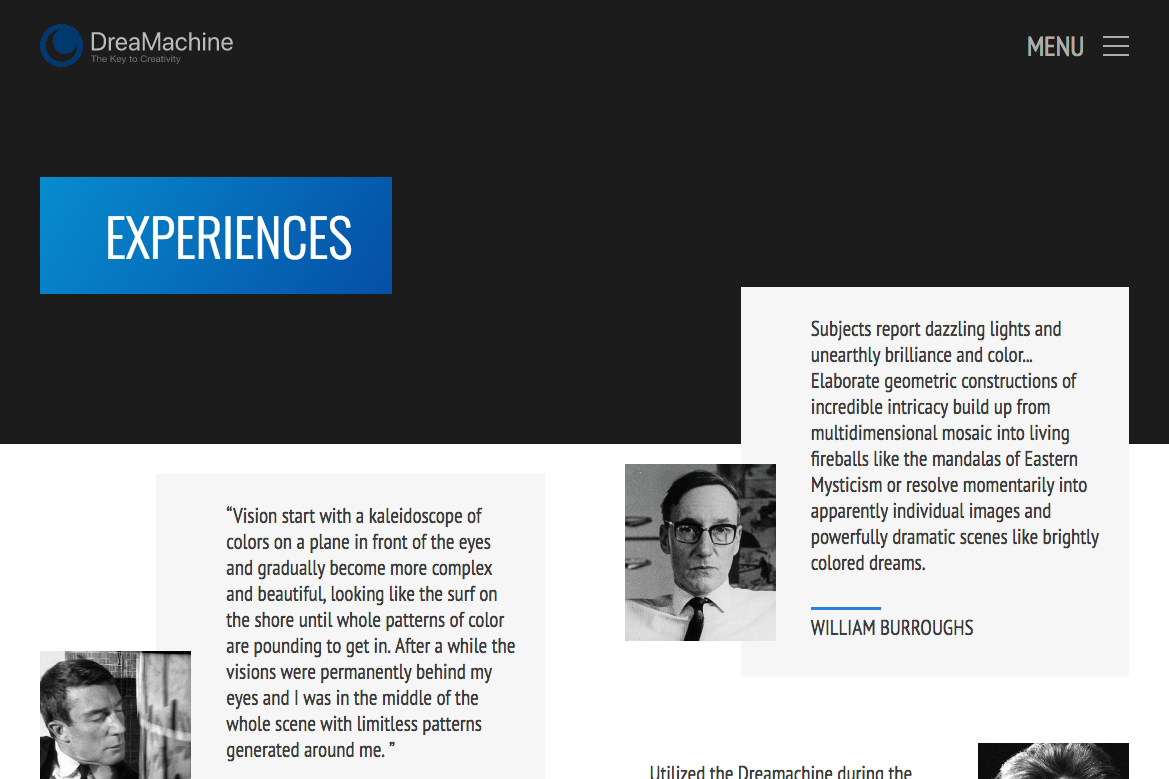 DreaMachine
The Key to Creativity
MENU
EXPERIENCES
Subjects report dazzling lights and
unearthly brilliance and color...
Elaborate geometric constructions of
incredible intricacy build up from
multidimensional mosaic into living
fireballs like the mandalas of Eastern
Mysticism or resolve momentarily into
apparently individual images and
powerfully dramatic scenes like brightly
colored dreams.
WILLIAM BURROUGHS
“Vision start with a kaleidoscope of
colors on a plane in front of the eyes
and gradually become more complex
and beautiful, looking like the surf on
the shore until whole patterns of color
are pounding to get in. After a while the
visions were permanently behind my
eyes and I was in the middle of the
whole scene with limitless patterns
generated around me. ”
Utilized the Dreamachine during the